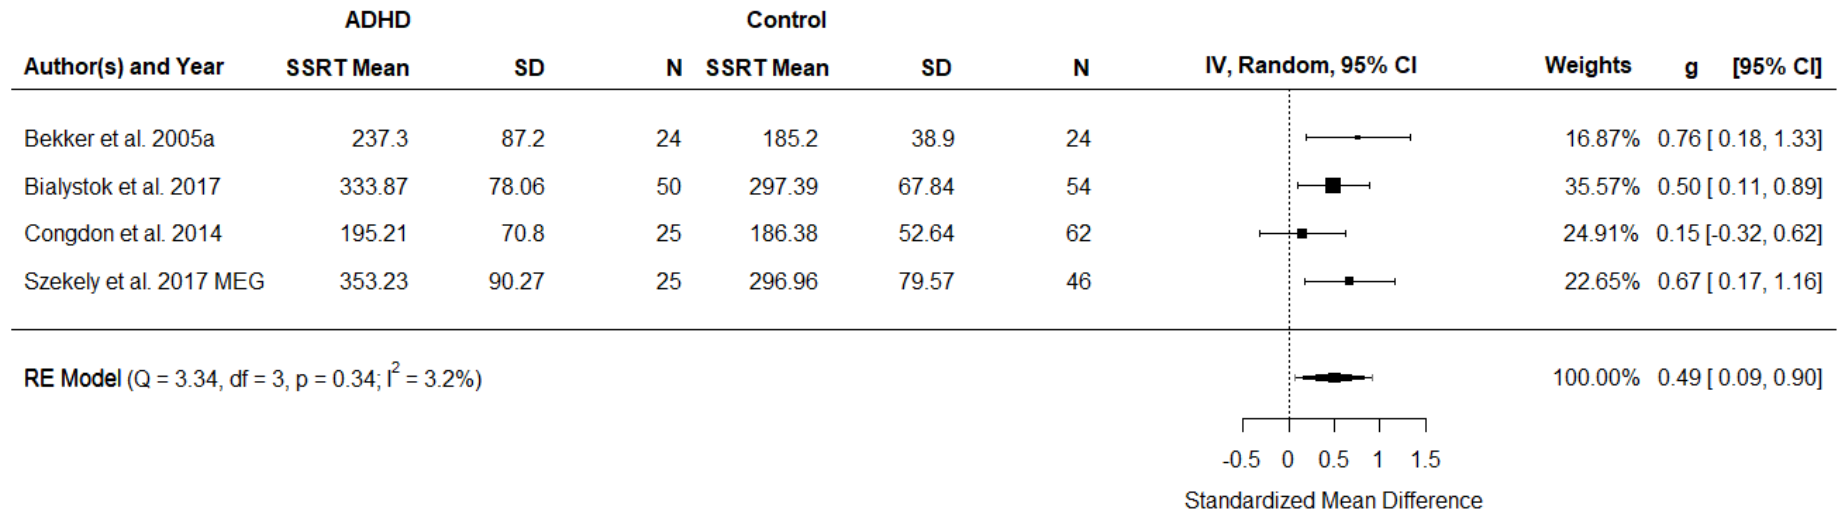 ADHD Control
Author(s) and Year SSRT Mean SD N SSRT Mean SD N IV, Random, 95% CI Weights g [95% CI]
Bekker et al. 2005a 237.3 87.2 24 185.2 38.9 24 16.87% 0.76 [ 0.18, 1.33]
Bialystok et al. 2017 333.87 78.06 50 297.39 67.84 54 35.57% 0.50 [ 0.11, 0.89]
Congdon et al. 2014 195.21 70.8 25 186.38 52.64 62 24.91% 0.15 [-0.32, 0.62]
Szekely et al. 2017 MEG 353.23 90.27 25 296.96 79.57 46 22.65% 0.67 [ 0.17, 1.16]
RE Model (Q = 3.34, df = 3, p = 0.34; I² = 3.2%) 100.00% 0.49 [ 0.09, 0.90]
-0.5 0 0.5 1 1.5
Standardized Mean Difference